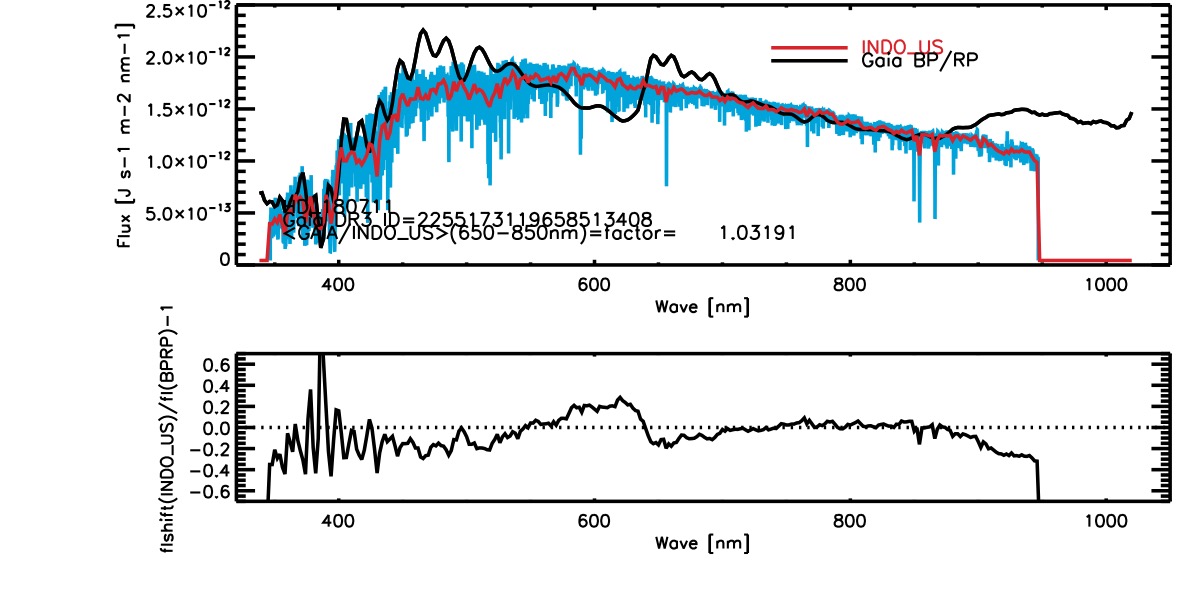 2.5×10⁻¹²
2.0×10⁻¹²
1.5×10⁻¹²
1.0×10⁻¹²
5.0×10⁻¹³
0
Flux [J s-1 m-2 nm-1]
INDO_US
Gaia BP/RP
HD 180711
Gaia DR3 ID=2255173119658513408
<GAIA/INDO_US>(650-850nm)=factor= 1.03191
400 600 800 1000
Wave [nm]
0.6
0.4
0.2
0.0
-0.2
-0.4
-0.6
flshift(INDO_US)/fl(BPRP)-1
400 600 800 1000
Wave [nm]